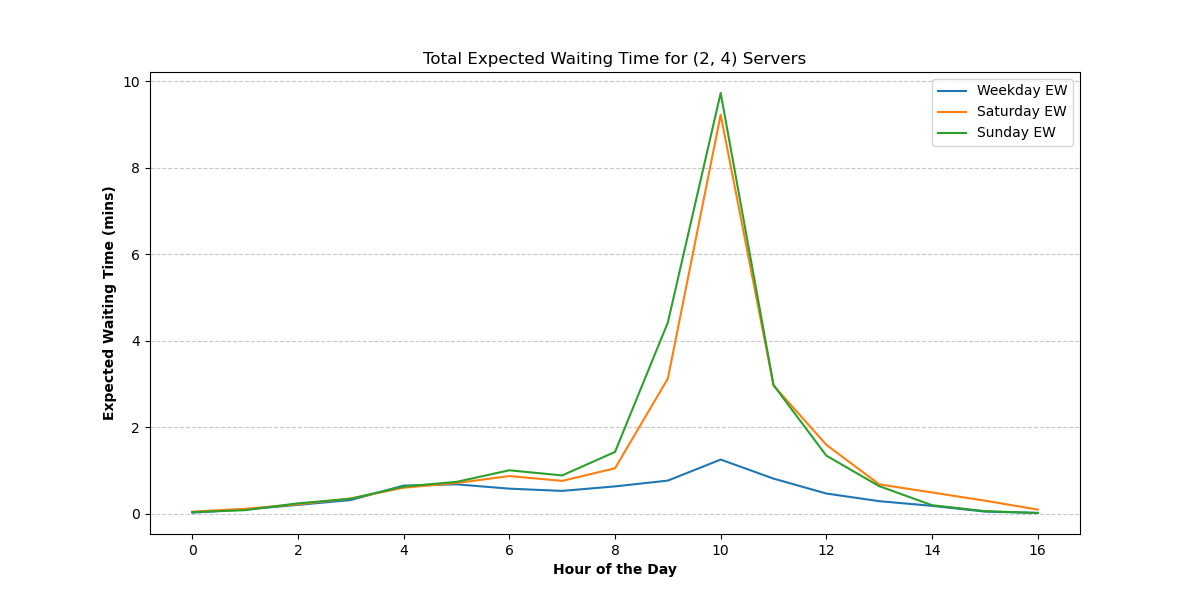 Total Expected Waiting Time for (2, 4) Servers
Weekday EW
Saturday EW
Sunday EW
Expected Waiting Time (mins)
10
8
6
4
2
0
0 2 4 6 8 10 12 14 16
Hour of the Day